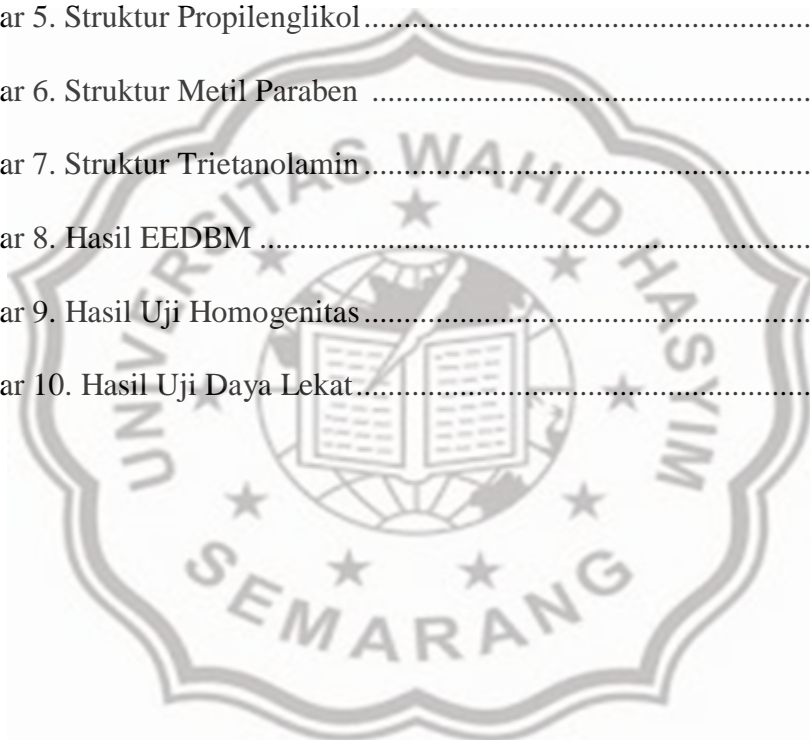 ar 5. Struktur Propilenglikol......................................................
ar 6. Struktur Metil Paraben ......................................................
ar 7. Struktur Trietanolamin......................................................
ar 8. Hasil EEDBM ......................................................................
ar 9. Hasil Uji Homogenitas......................................................
ar 10. Hasil Uji Daya Lekat.......................................................
UNIVERSITAS WAHID HASYIM
SEMARANG